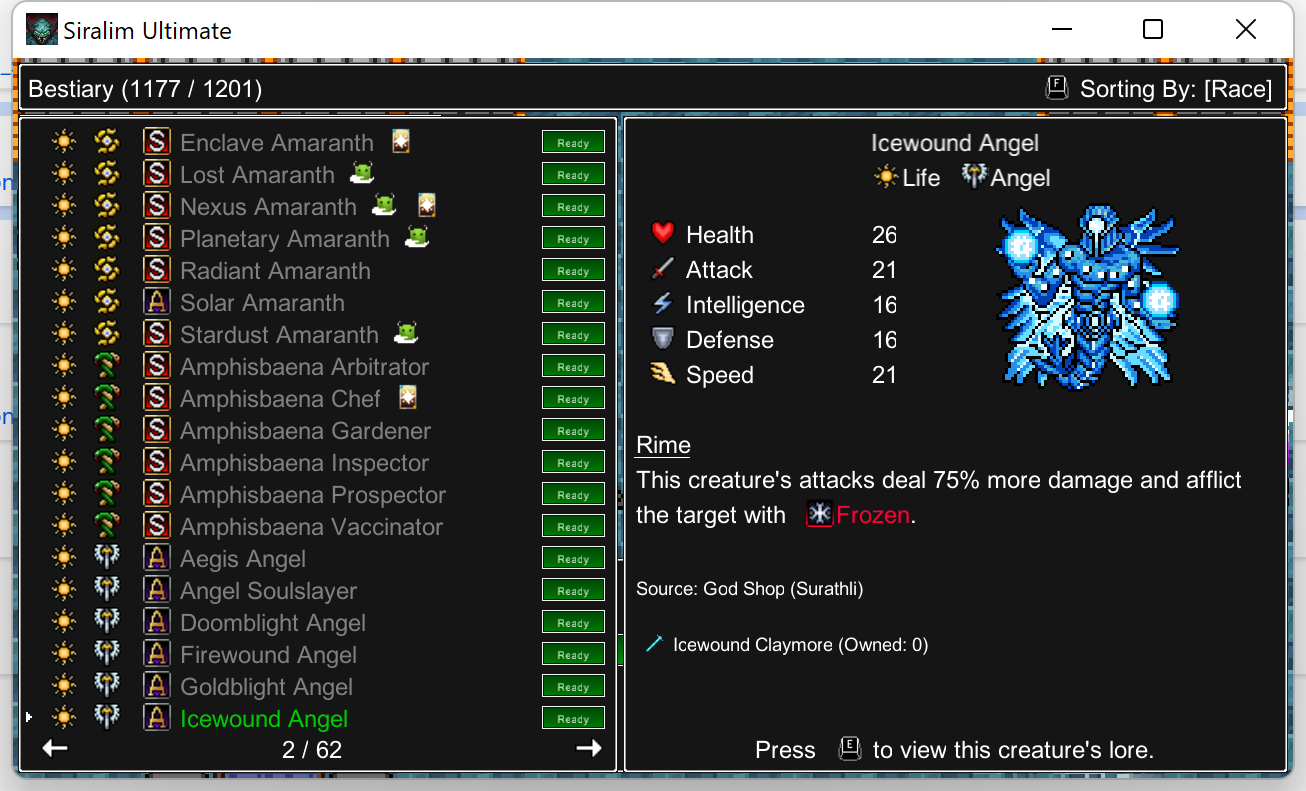 Siralim Ultimate
Bestiary (1177 / 1201)
F Sorting By: [Race]
S Enclave Amaranth Ready
S Lost Amaranth Ready
S Nexus Amaranth Ready
S Planetary Amaranth Ready
S Radiant Amaranth Ready
A Solar Amaranth Ready
S Stardust Amaranth Ready
S Amphisbaena Arbitrator Ready
S Amphisbaena Chef Ready
S Amphisbaena Gardener Ready
S Amphisbaena Inspector Ready
S Amphisbaena Prospector Ready
S Amphisbaena Vaccinator Ready
A Aegis Angel Ready
A Angel Soulslayer Ready
A Doomblight Angel Ready
A Firewound Angel Ready
A Goldblight Angel Ready
A Icewound Angel Ready
2 / 62
Icewound Angel
Life Angel
Health 26
Attack 21
Intelligence 16
Defense 16
Speed 21
Rime
This creature's attacks deal 75% more damage and afflict
the target with Frozen.
Source: God Shop (Surathli)
Icewound Claymore (Owned: 0)
Press E to view this creature's lore.